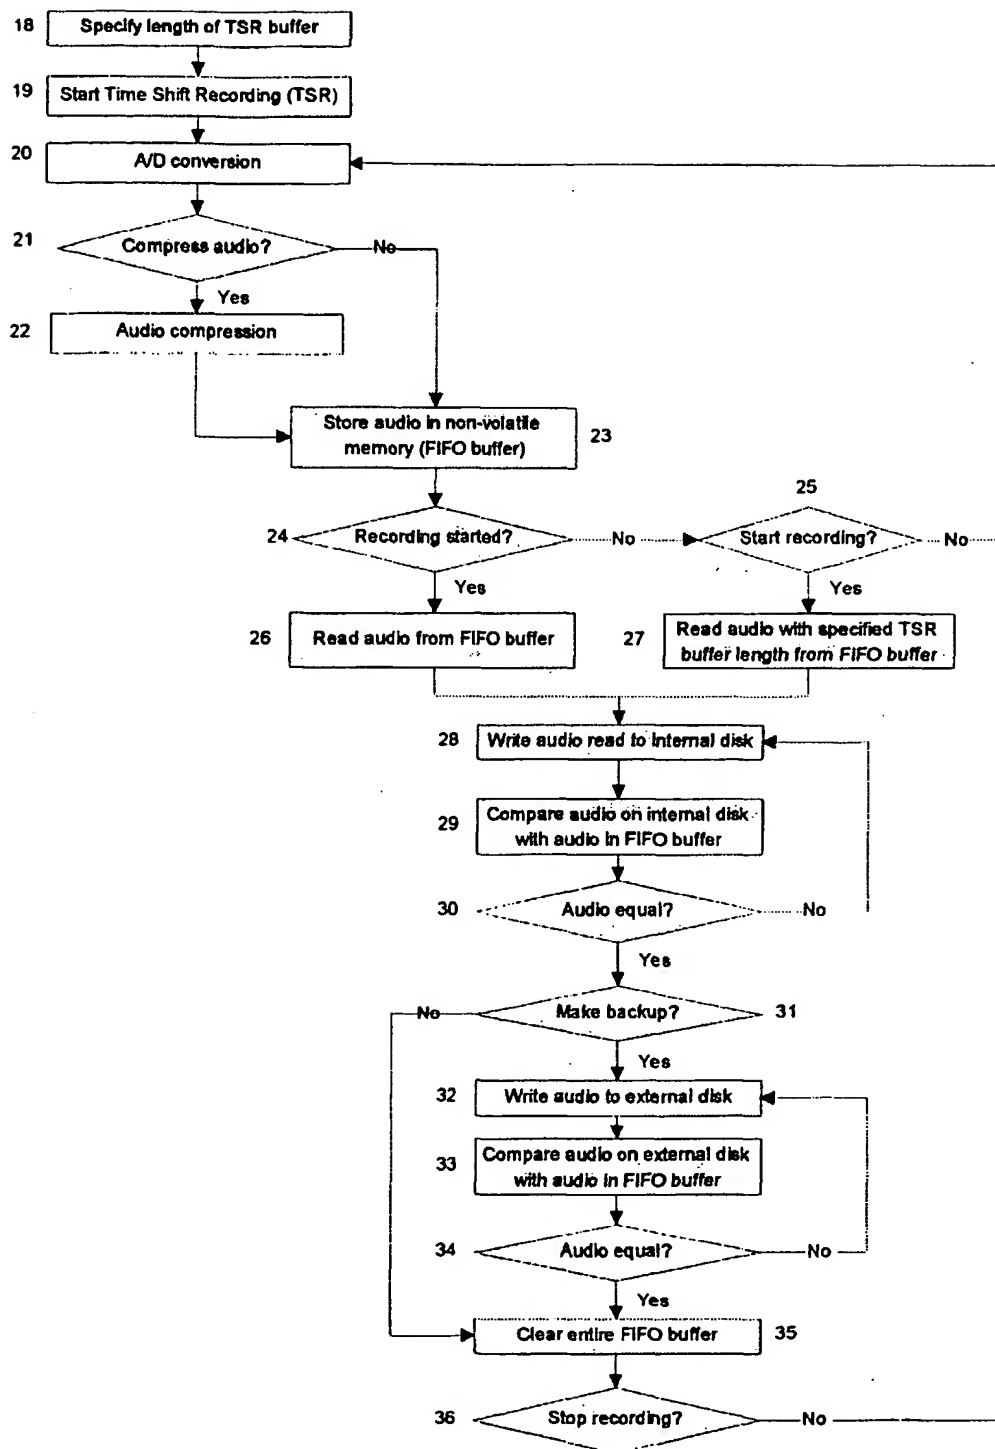 18 Specify length of TSR buffer
19 Start Time Shift Recording (TSR)
20 A/D conversion
21 Compress audio? No
Yes
22 Audio compression
Store audio in non-volatile
memory (FIFO buffer)
23
25
24 Recording started? No Start recording? No
Yes Yes
26 Read audio from FIFO buffer
27 Read audio with specified TSR
buffer length from FIFO buffer
28 Write audio read to internal disk
29 Compare audio on internal disk
with audio in FIFO buffer
30 Audio equal? No
Yes
No Make backup? 31
Yes
32 Write audio to external disk
33 Compare audio on external disk
with audio in FIFO buffer
34 Audio equal? No
Yes
Clear entire FIFO buffer 35
36 Stop recording? No